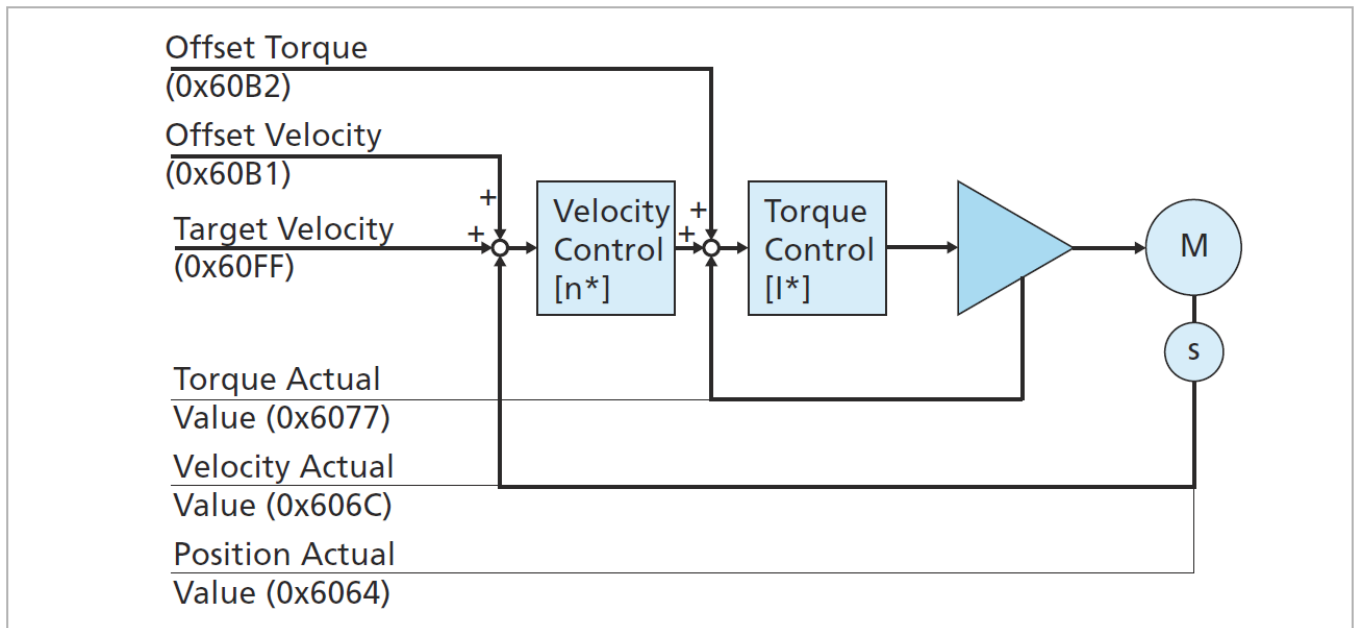 Offset Torque
(0x60B2)
Offset Velocity
(0x60B1)
+
Target Velocity
(0x60FF)
+
Velocity
Control
[n*]
+
+
Torque
Control
[I*]
M
s
Torque Actual
Value (0x6077)
Velocity Actual
Value (0x606C)
Position Actual
Value (0x6064)